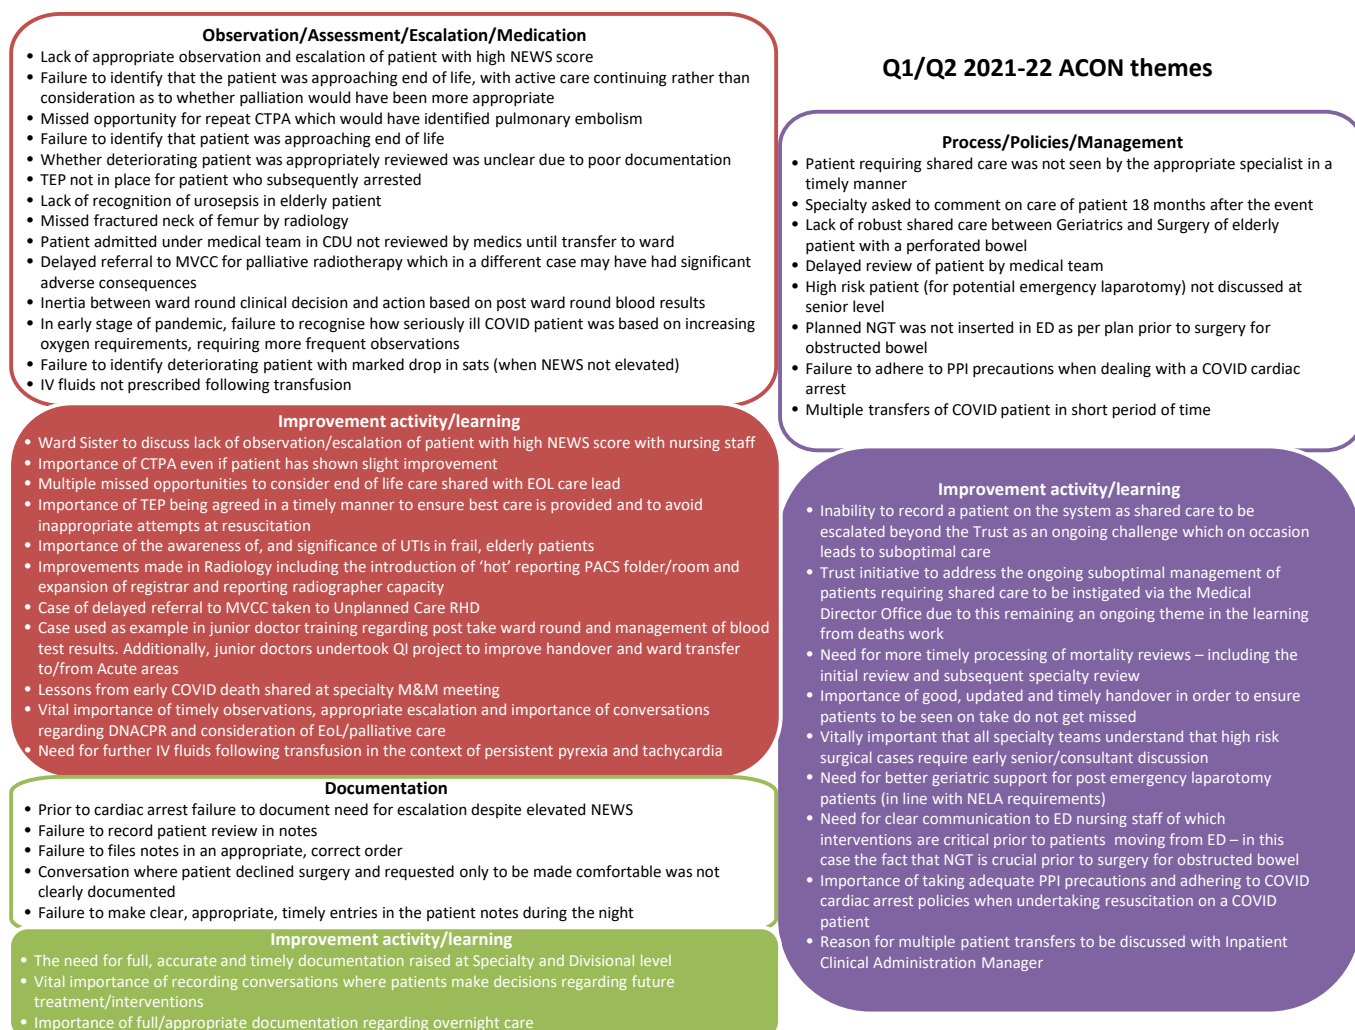 Observation/Assessment/Escalation/Medication
• Lack of appropriate observation and escalation of patient with high NEWS score
• Failure to identify that the patient was approaching end of life, with active care continuing rather than
consideration as to whether palliation would have been more appropriate
• Missed opportunity for repeat CTPA which would have identified pulmonary embolism
• Failure to identify that patient was approaching end of life
• Whether deteriorating patient was appropriately reviewed was unclear due to poor documentation
• TEP not in place for patient who subsequently arrested
• Lack of recognition of urosepsis in elderly patient
• Missed fractured neck of femur by radiology
• Patient admitted under medical team in CDU not reviewed by medics until transfer to ward
• Delayed referral to MVCC for palliative radiotherapy which in a different case may have had significant
adverse consequences
• Inertia between ward round clinical decision and action based on post ward round blood results
• In early stage of pandemic, failure to recognise how seriously ill COVID patient was based on increasing
oxygen requirements, requiring more frequent observations
• Failure to identify deteriorating patient with marked drop in sats (when NEWS not elevated)
• IV fluids not prescribed following transfusion
Improvement activity/learning
• Ward Sister to discuss lack of observation/escalation of patient with high NEWS score with nursing staff
• Importance of CTPA even if patient has shown slight improvement
• Multiple missed opportunities to consider end of life care shared with EOL care lead
• Importance of TEP being agreed in a timely manner to ensure best care is provided and to avoid
inappropriate attempts at resuscitation
• Importance of the awareness of, and significance of UTIs in frail, elderly patients
• Improvements made in Radiology including the introduction of ‘hot’ reporting PACS folder/room and
expansion of registrar and reporting radiographer capacity
• Case of delayed referral to MVCC taken to Unplanned Care RHD
• Case used as example in junior doctor training regarding post take ward round and management of blood
test results. Additionally, junior doctors undertook QI project to improve handover and ward transfer
to/from Acute areas
• Lessons from early COVID death shared at specialty M&M meeting
• Vital importance of timely observations, appropriate escalation and importance of conversations
regarding DNACPR and consideration of EoL/palliative care
• Need for further IV fluids following transfusion in the context of persistent pyrexia and tachycardia
Documentation
• Prior to cardiac arrest failure to document need for escalation despite elevated NEWS
• Failure to record patient review in notes
• Failure to files notes in an appropriate, correct order
• Conversation where patient declined surgery and requested only to be made comfortable was not
clearly documented
• Failure to make clear, appropriate, timely entries in the patient notes during the night
Improvement activity/learning
• The need for full, accurate and timely documentation raised at Specialty and Divisional level
• Vital importance of recording conversations where patients make decisions regarding future
treatment/interventions
• Importance of full/appropriate documentation regarding overnight care
Q1/Q2 2021-22 ACON themes
Process/Policies/Management
• Patient requiring shared care was not seen by the appropriate specialist in a
timely manner
• Specialty asked to comment on care of patient 18 months after the event
• Lack of robust shared care between Geriatrics and Surgery of elderly
patient with a perforated bowel
• Delayed review of patient by medical team
• High risk patient (for potential emergency laparotomy) not discussed at
senior level
• Planned NGT was not inserted in ED as per plan prior to surgery for
obstructed bowel
• Failure to adhere to PPI precautions when dealing with a COVID cardiac
arrest
• Multiple transfers of COVID patient in short period of time
Improvement activity/learning
• Inability to record a patient on the system as shared care to be
escalated beyond the Trust as an ongoing challenge which on occasion
leads to suboptimal care
• Trust initiative to address the ongoing suboptimal management of
patients requiring shared care to be instigated via the Medical
Director Office due to this remaining an ongoing theme in the learning
from deaths work
• Need for more timely processing of mortality reviews – including the
initial review and subsequent specialty review
• Importance of good, updated and timely handover in order to ensure
patients to be seen on take do not get missed
• Vitally important that all specialty teams understand that high risk
surgical cases require early senior/consultant discussion
• Need for better geriatric support for post emergency laparotomy
patients (in line with NELA requirements)
• Need for clear communication to ED nursing staff of which
interventions are critical prior to patients moving from ED – in this
case the fact that NGT is crucial prior to surgery for obstructed bowel
• Importance of taking adequate PPI precautions and adhering to COVID
cardiac arrest policies when undertaking resuscitation on a COVID
patient
• Reason for multiple patient transfers to be discussed with Inpatient
Clinical Administration Manager